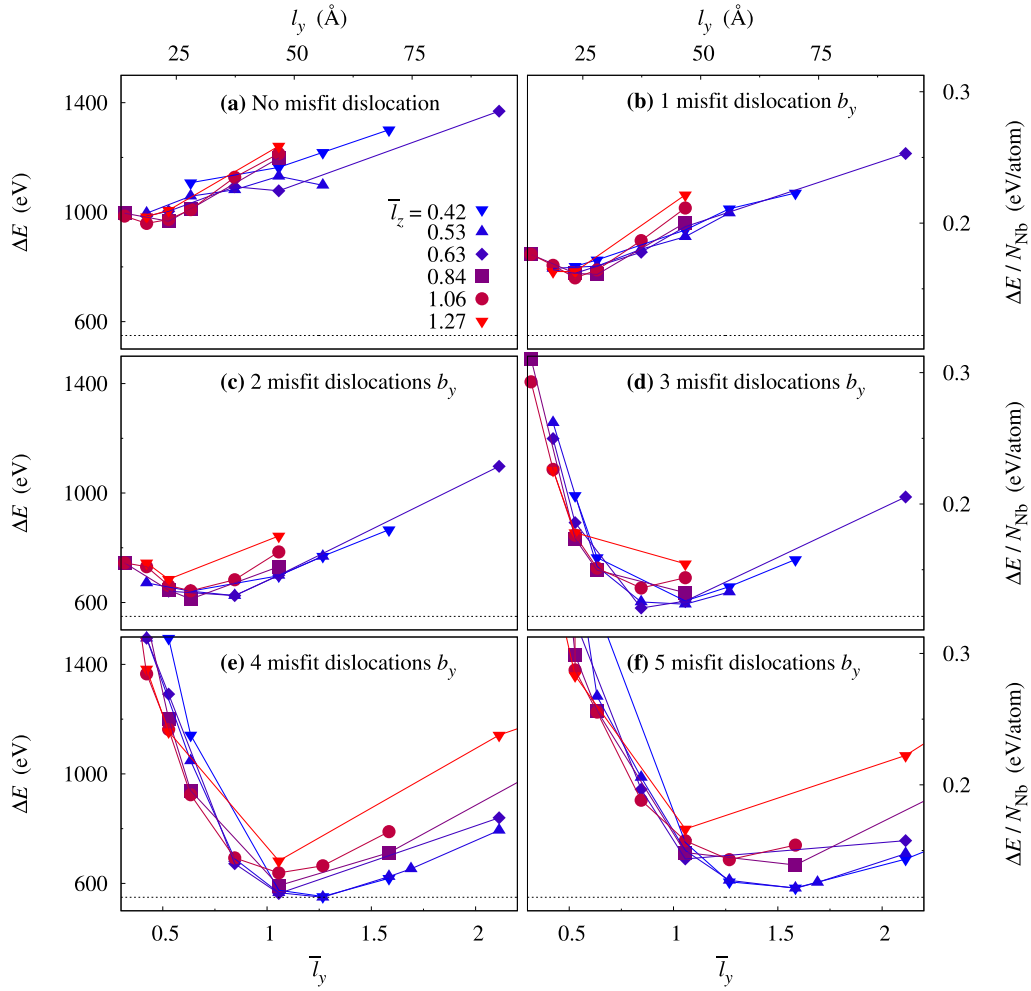 l_y (Å)
l_y (Å)
25
50
75
25
50
75
(a) No misfit dislocation
(b) 1 misfit dislocation b_y
1400
1000
600
ΔE (eV)
0.3
0.2
ΔE / N_Nb (eV/atom)
l̅_z = 0.42
0.53
0.63
0.84
1.06
1.27
(c) 2 misfit dislocations b_y
(d) 3 misfit dislocations b_y
1400
1000
600
ΔE (eV)
0.3
0.2
ΔE / N_Nb (eV/atom)
(e) 4 misfit dislocations b_y
(f) 5 misfit dislocations b_y
1400
1000
600
ΔE (eV)
0.3
0.2
ΔE / N_Nb (eV/atom)
0.5
1
1.5
2
0.5
1
1.5
2
l̅_y
l̅_y